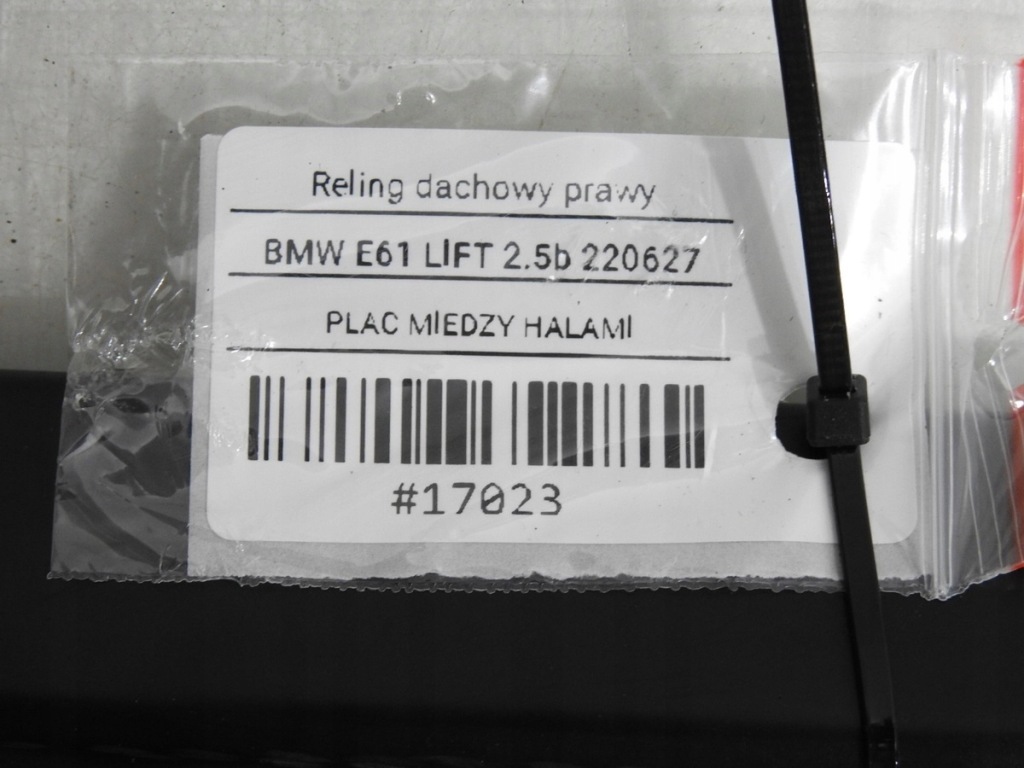 Reling dachowy prawy
BMW E61 LIFT 2.5b 220627
PLAC MIEDZY HALAMI
#17023